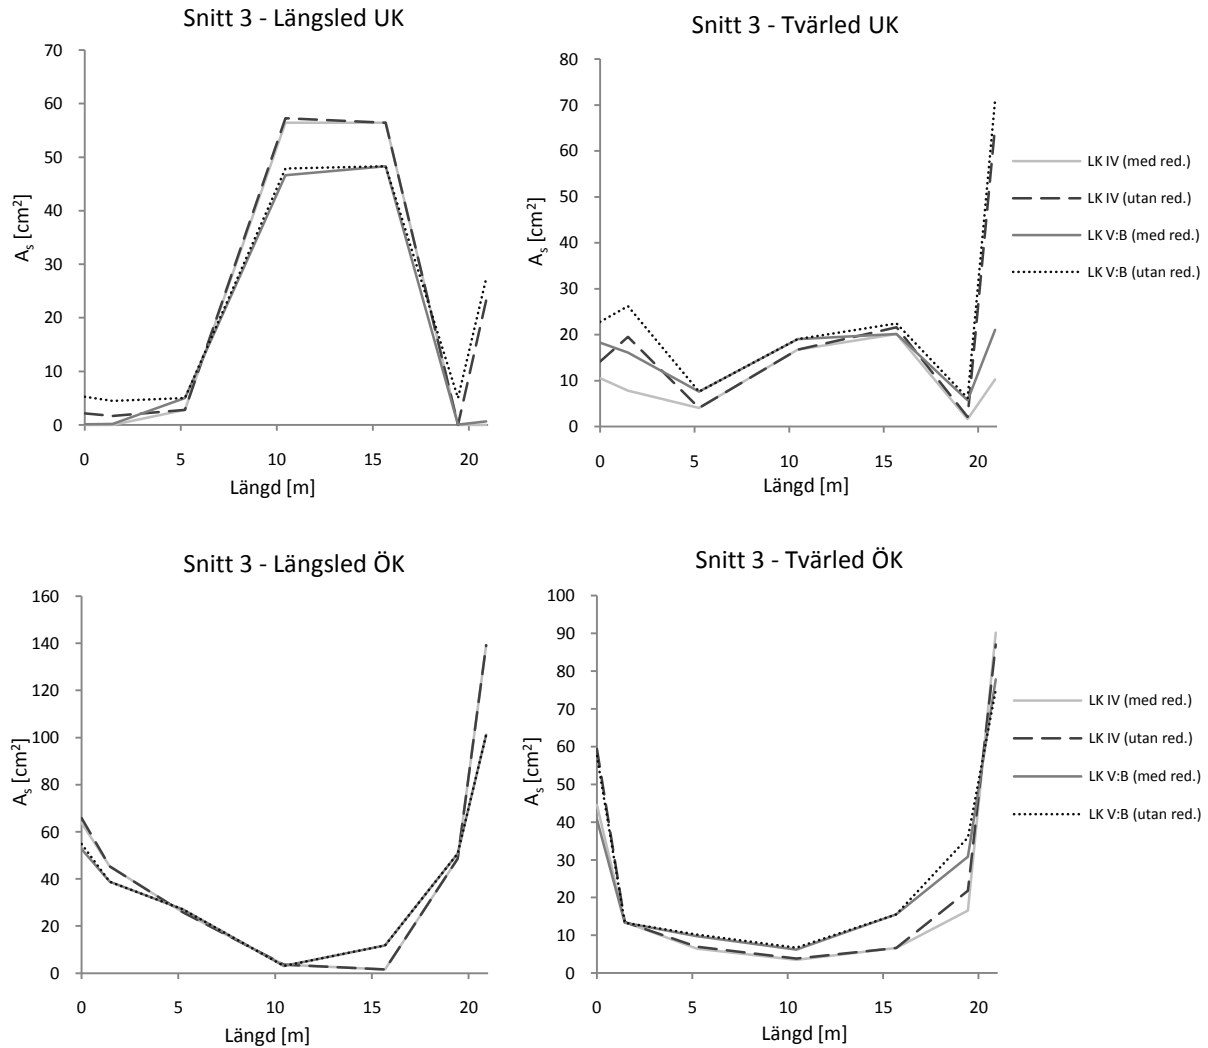 Snitt 3 - Längsled UK
70
60
50
40
30
20
10
0
As [cm2]
0 5 10 15 20
Längd [m]
Snitt 3 - Tvärled UK
80
70
60
50
40
30
20
10
0
As [cm2]
0 5 10 15 20
Längd [m]
LK IV (med red.)
LK IV (utan red.)
LK V:B (med red.)
LK V:B (utan red.)
Snitt 3 - Längsled ÖK
160
140
120
100
80
60
40
20
0
As [cm2]
0 5 10 15 20
Längd [m]
Snitt 3 - Tvärled ÖK
100
90
80
70
60
50
40
30
20
10
0
As [cm2]
0 5 10 15 20
Längd [m]
LK IV (med red.)
LK IV (utan red.)
LK V:B (med red.)
LK V:B (utan red.)